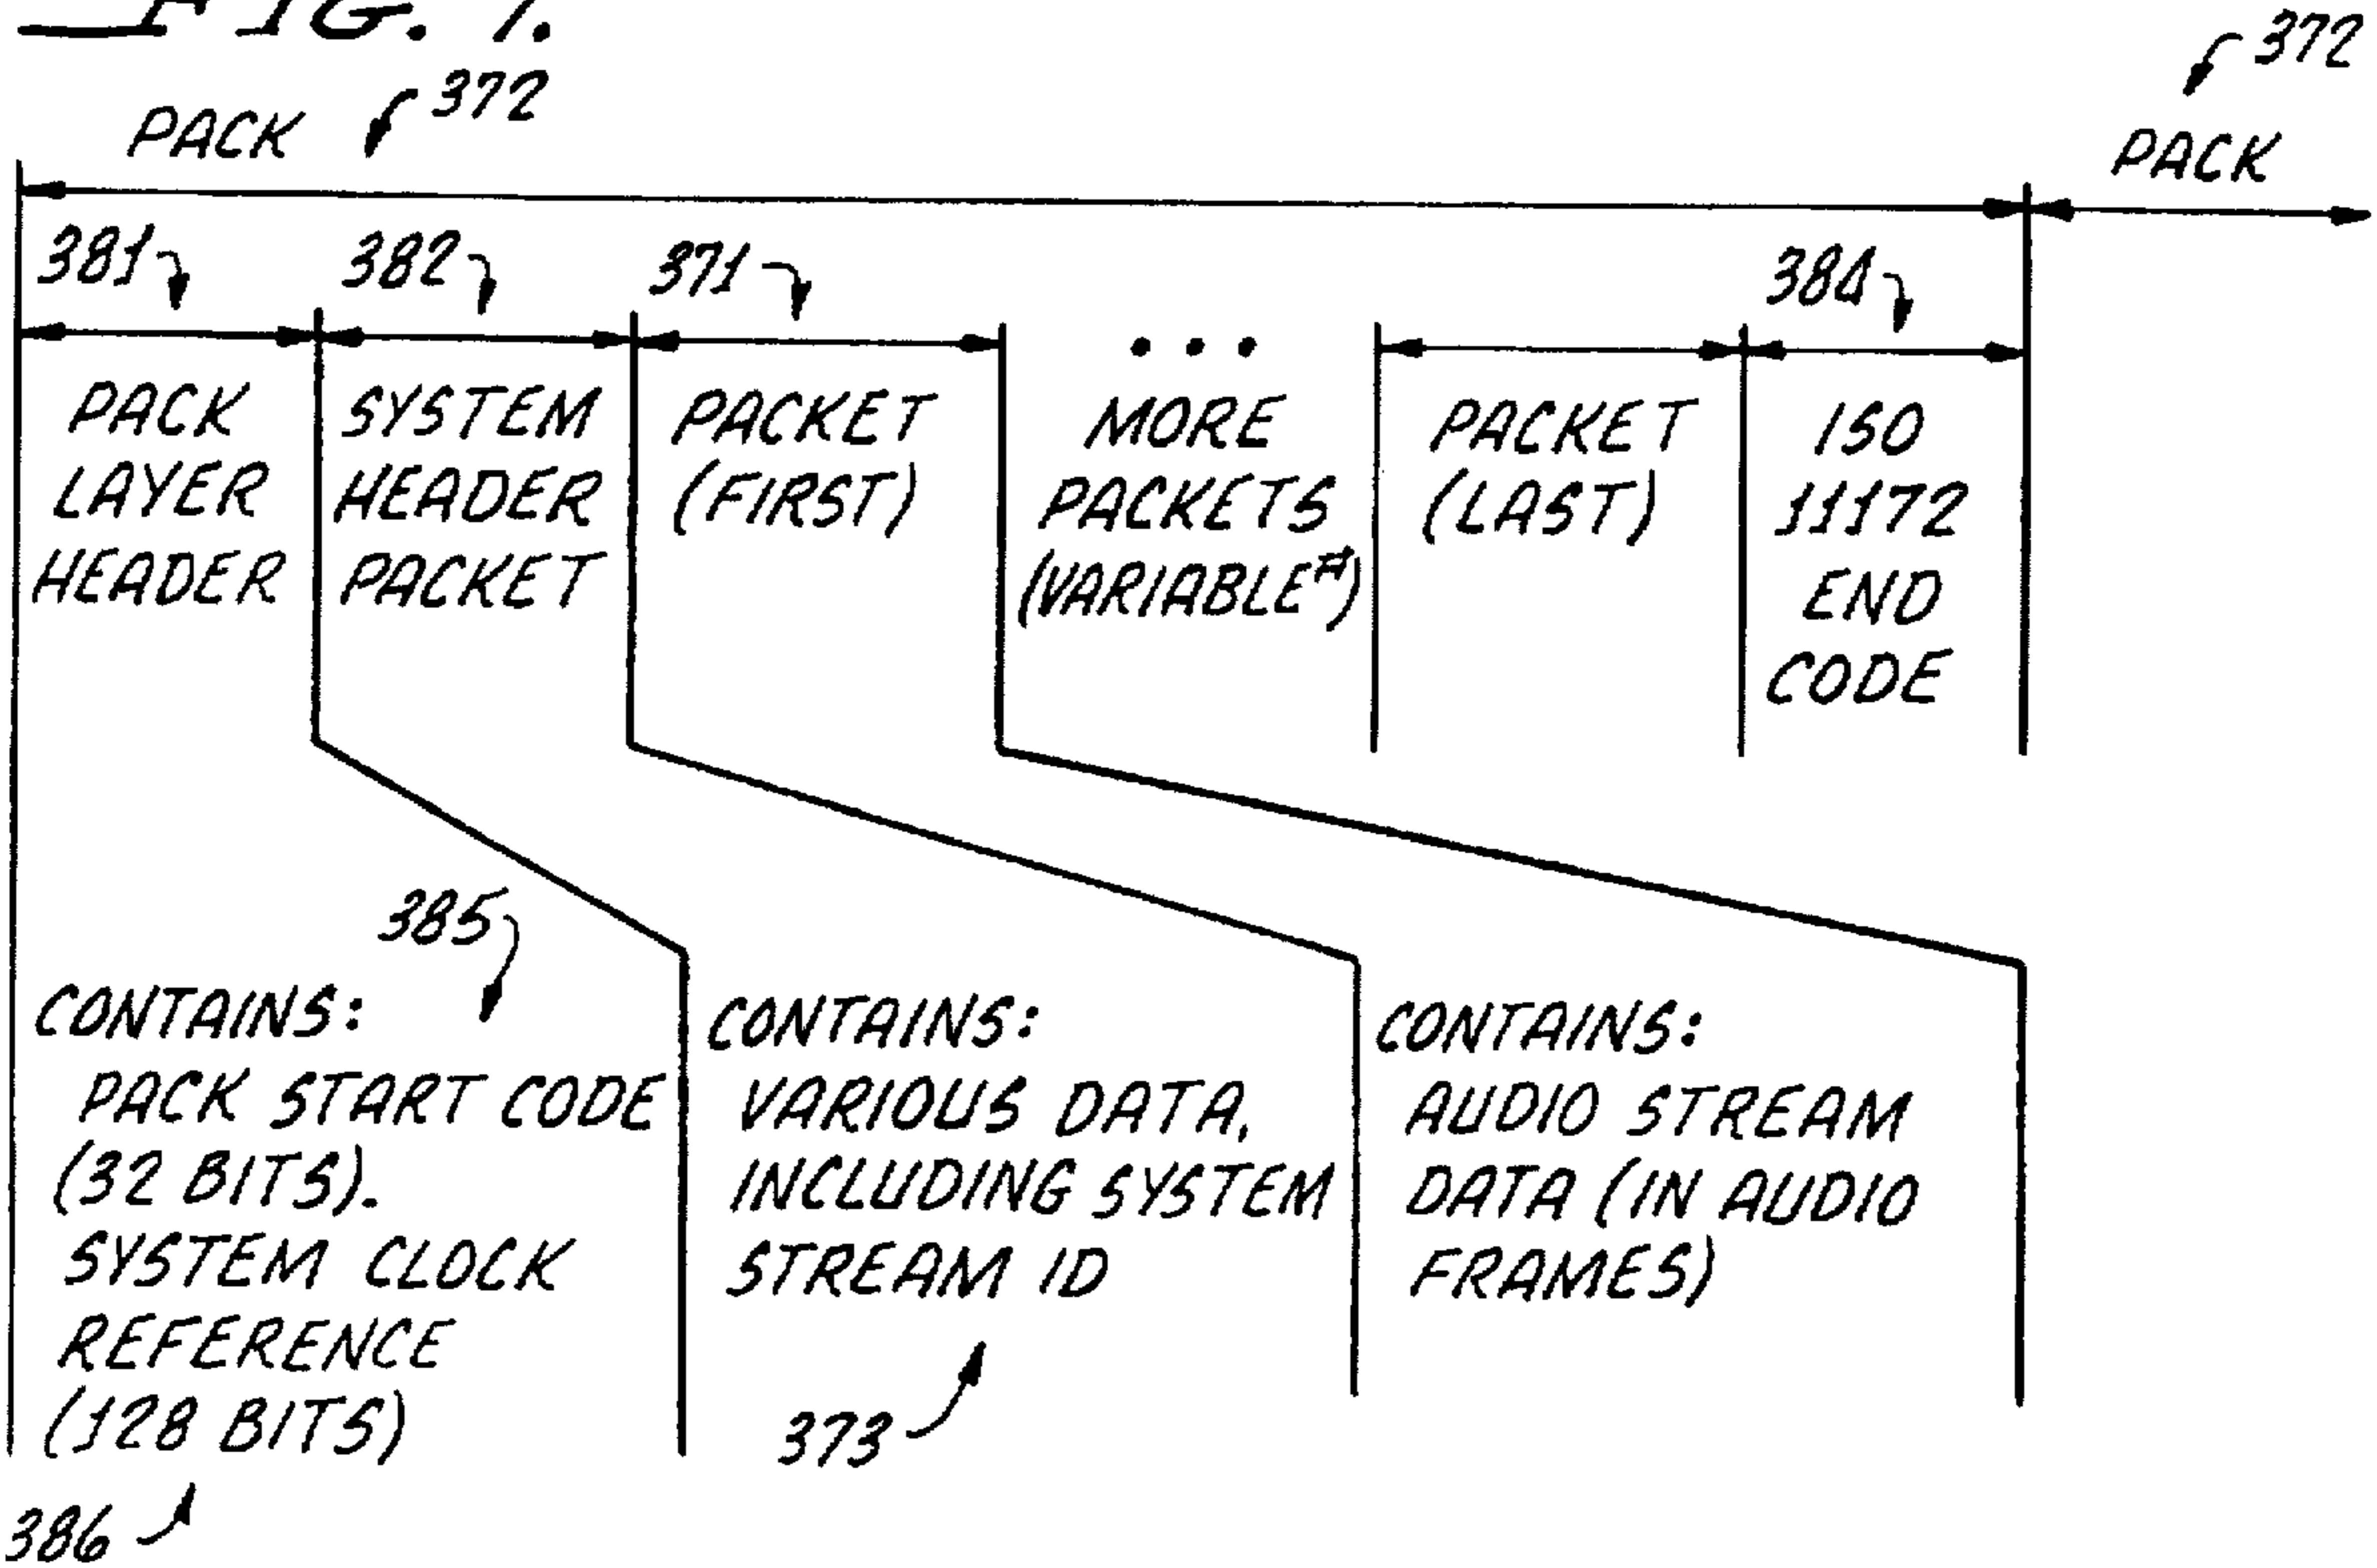 FIG. 7.
372
PACK
372
PACK
381
382
371
384
PACK
LAYER
HEADER
SYSTEM
HEADER
PACKET
PACKET
(FIRST)
...
MORE
PACKETS
(VARIABLE#)
PACKET
(LAST)
ISO
11172
END
CODE
385
CONTAINS:
PACK START CODE
(32 BITS).
SYSTEM CLOCK
REFERENCE
(128 BITS)
386
CONTAINS:
VARIOUS DATA,
INCLUDING SYSTEM
STREAM ID
373
CONTAINS:
AUDIO STREAM
DATA (IN AUDIO
FRAMES)